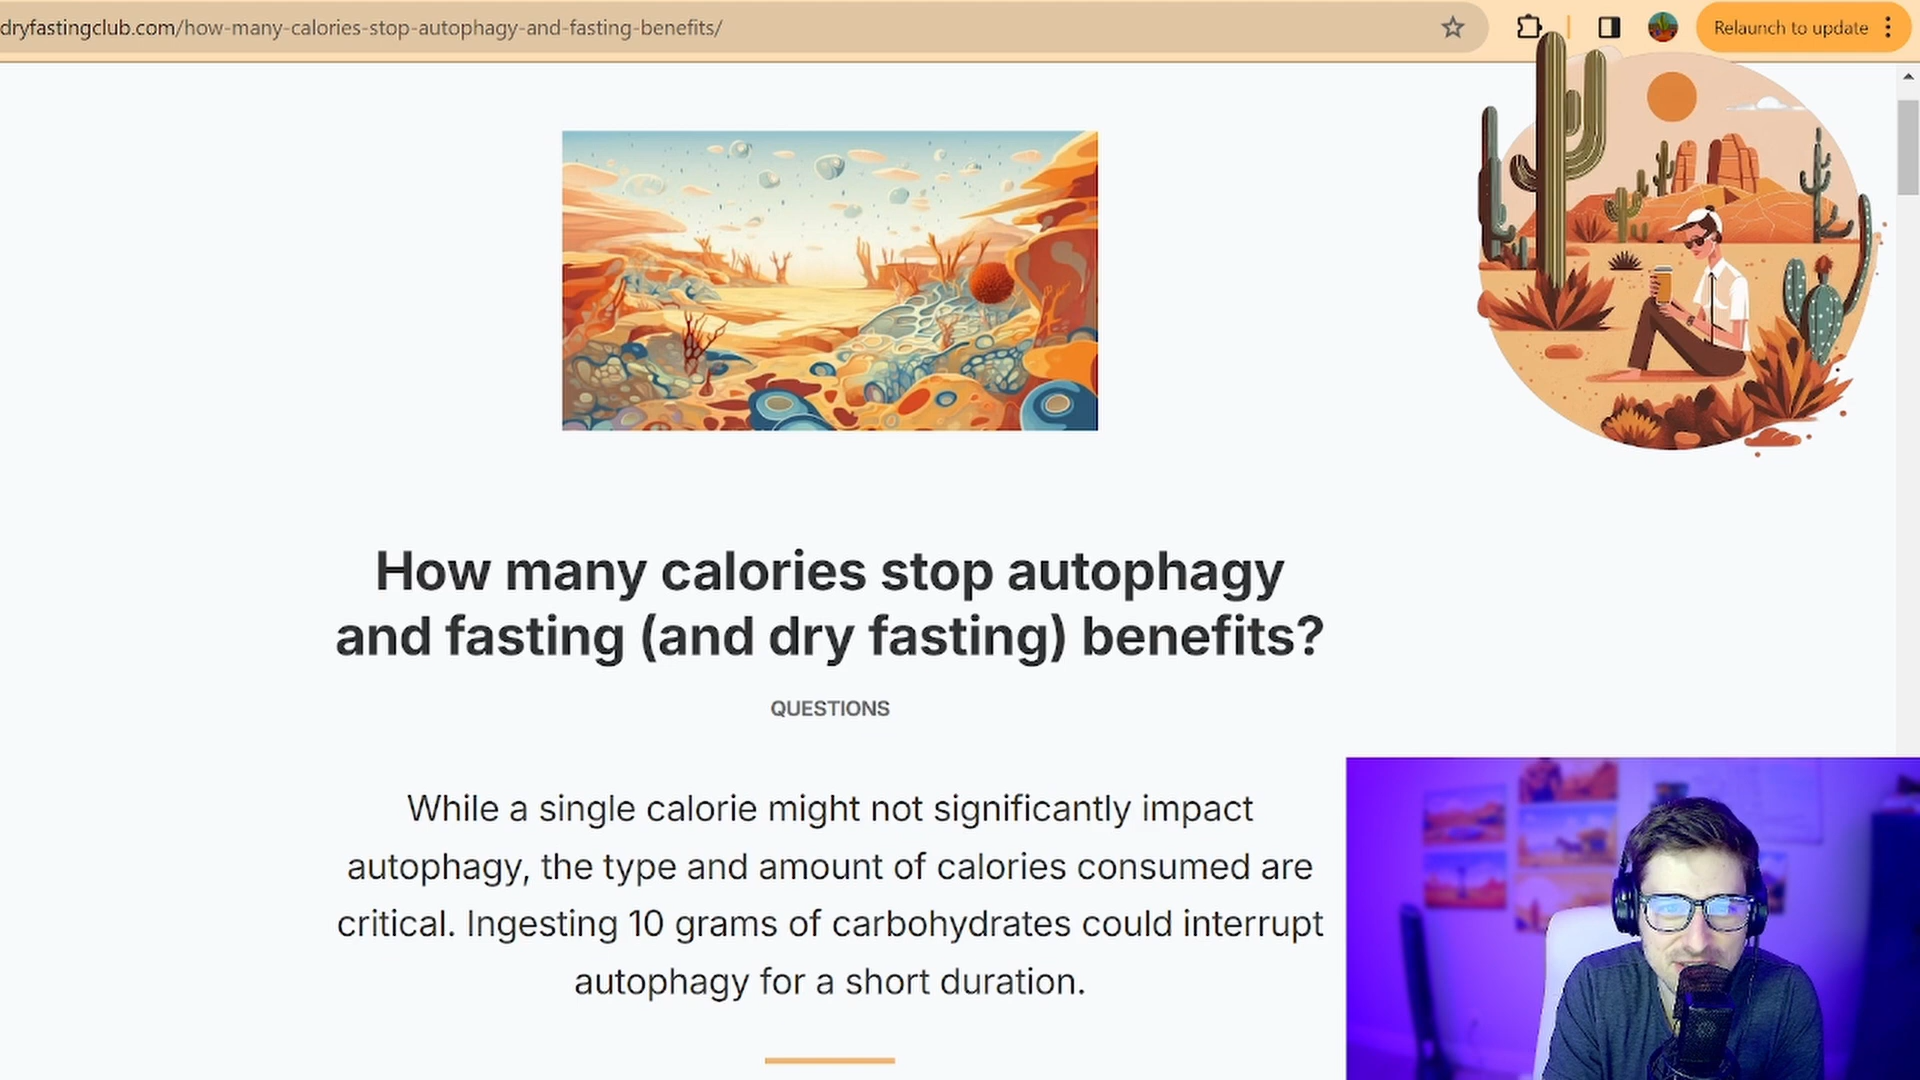 dryfastingclub.com/how-many-calories-stop-autophagy-and-fasting-benefits/
Relaunch to update
How many calories stop autophagy
and fasting (and dry fasting) benefits?
QUESTIONS
While a single calorie might not significantly impact
autophagy, the type and amount of calories consumed are
critical. Ingesting 10 grams of carbohydrates could interrupt
autophagy for a short duration.